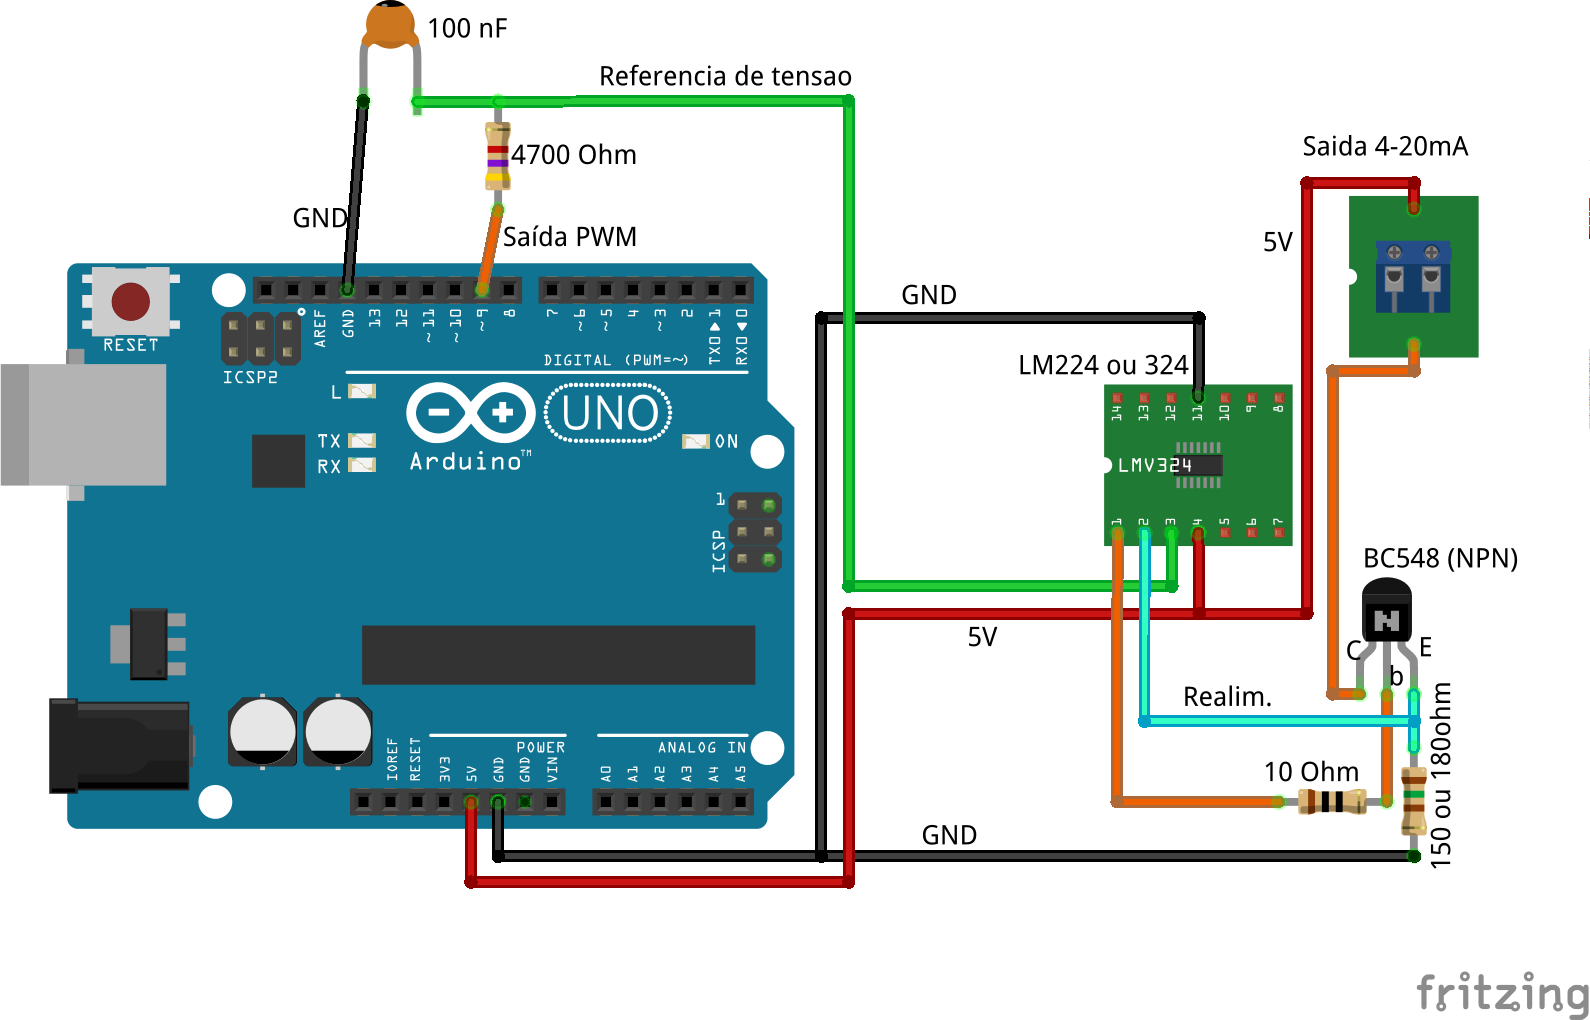 100 nF
Referencia de tensao
4700 Ohm
GND
Saída PWM
Saida 4-20mA
5V
GND
LM224 ou 324
RESET
ICSP2
AREF
GND
13
12
~11
~10
~9
8
7
~6
~5
4
~3
2
TX0▶1
RX0◀0
DIGITAL (PWM=~)
L
TX
RX
UNO
Arduino™
ON
1
ICSP
14
13
12
11
10
9
8
LMV324
1
2
3
4
5
6
7
BC548 (NPN)
C
b
E
5V
Realim.
10 Ohm
150 ou 180ohm
GND
IOREF
RESET
3V3
5V
GND
GND
VIN
POWER
ANALOG IN
A0
A1
A2
A3
A4
A5
N
fritzing